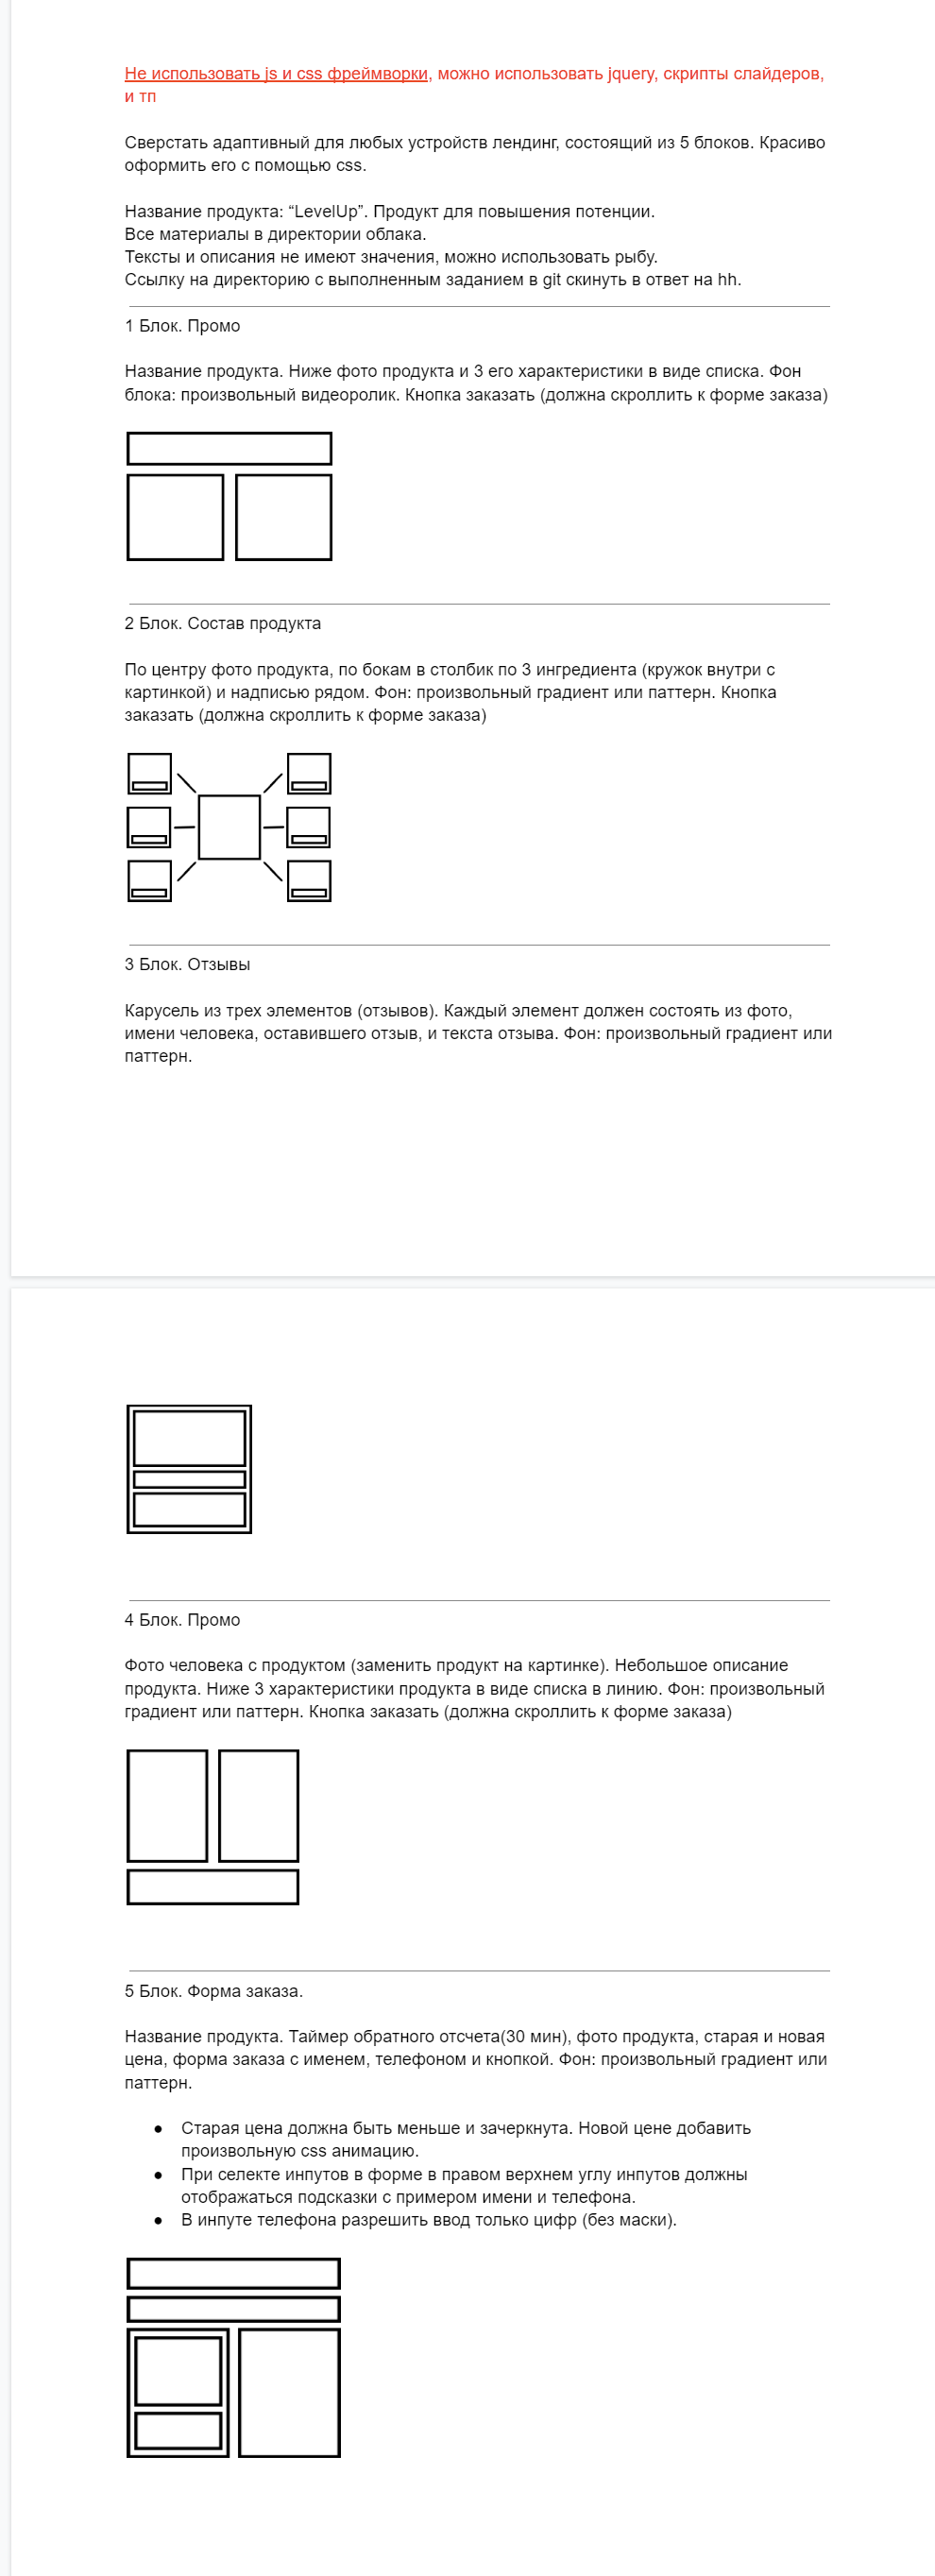 Не использовать js и css фреймворки, можно использовать jquery, скрипты слайдеров,
и тп
Сверстать адаптивный для любых устройств лендинг, состоящий из 5 блоков. Красиво
оформить его с помощью css.
Название продукта: “LevelUp”. Продукт для повышения потенции.
Все материалы в директории облака.
Тексты и описания не имеют значения, можно использовать рыбу.
Ссылку на директорию с выполненным заданием в git скинуть в ответ на hh.
1 Блок. Промо
Название продукта. Ниже фото продукта и 3 его характеристики в виде списка. Фон
блока: произвольный видеоролик. Кнопка заказать (должна скроллить к форме заказа)
2 Блок. Состав продукта
По центру фото продукта, по бокам в столбик по 3 ингредиента (кружок внутри с
картинкой) и надписью рядом. Фон: произвольный градиент или паттерн. Кнопка
заказать (должна скроллить к форме заказа)
3 Блок. Отзывы
Карусель из трех элементов (отзывов). Каждый элемент должен состоять из фото,
имени человека, оставившего отзыв, и текста отзыва. Фон: произвольный градиент или
паттерн.
4 Блок. Промо
Фото человека с продуктом (заменить продукт на картинке). Небольшое описание
продукта. Ниже 3 характеристики продукта в виде списка в линию. Фон: произвольный
градиент или паттерн. Кнопка заказать (должна скроллить к форме заказа)
5 Блок. Форма заказа.
Название продукта. Таймер обратного отсчета(30 мин), фото продукта, старая и новая
цена, форма заказа с именем, телефоном и кнопкой. Фон: произвольный градиент или
паттерн.
● Старая цена должна быть меньше и зачеркнута. Новой цене добавить
произвольную css анимацию.
● При селекте инпутов в форме в правом верхнем углу инпутов должны
отображаться подсказки с примером имени и телефона.
● В инпуте телефона разрешить ввод только цифр (без маски).